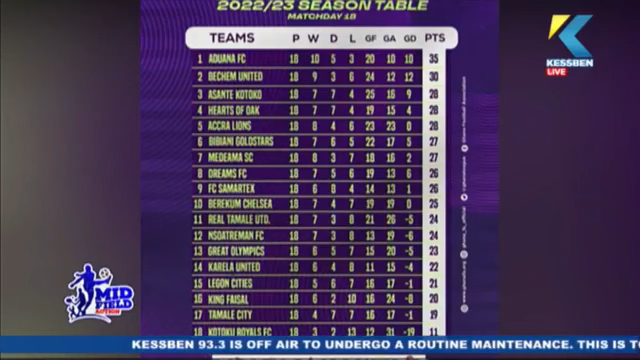 2022/23 SEASON TABLE
MATCHDAY 18
TEAMS P W D L GF GA GD PTS
1 ADUANA FC 18 10 5 3 20 10 10 35
2 BECHEM UNITED 18 9 3 6 24 12 12 30
3 ASANTE KOTOKO 18 7 7 4 25 16 9 28
4 HEARTS OF OAK 18 7 7 4 19 15 4 28
5 ACCRA LIONS 18 8 4 6 23 23 0 28
6 BIBIANI GOLDSTARS 18 8 3 7 22 17 5 27
7 MEDEAMA SC 18 8 3 7 18 16 2 27
8 DREAMS FC 18 7 5 6 19 13 6 26
9 FC SAMARTEX 18 6 8 4 14 13 1 26
10 BEREKUM CHELSEA 18 7 4 7 19 19 0 25
11 REAL TAMALE UTD. 18 7 3 8 21 26 -5 24
12 NSOATREMAN FC 18 7 3 8 13 19 -6 24
13 GREAT OLYMPICS 18 6 5 7 15 20 -5 23
14 KARELA UNITED 18 6 4 8 11 15 -4 22
15 LEGON CITIES 18 5 6 7 16 17 -1 21
16 KING FAISAL 18 6 2 10 16 24 -8 20
17 TAMALE CITY 18 4 7 7 16 17 -1 19
18 KOTOKU ROYALS FC 18 3 2 13 12 31 -19
Ghana Football Association
KESSBEN
LIVE
MID
FIELD
ACTION
KESSBEN 93.3 IS OFF AIR TO UNDERGO A ROUTINE MAINTENANCE. THIS IS T